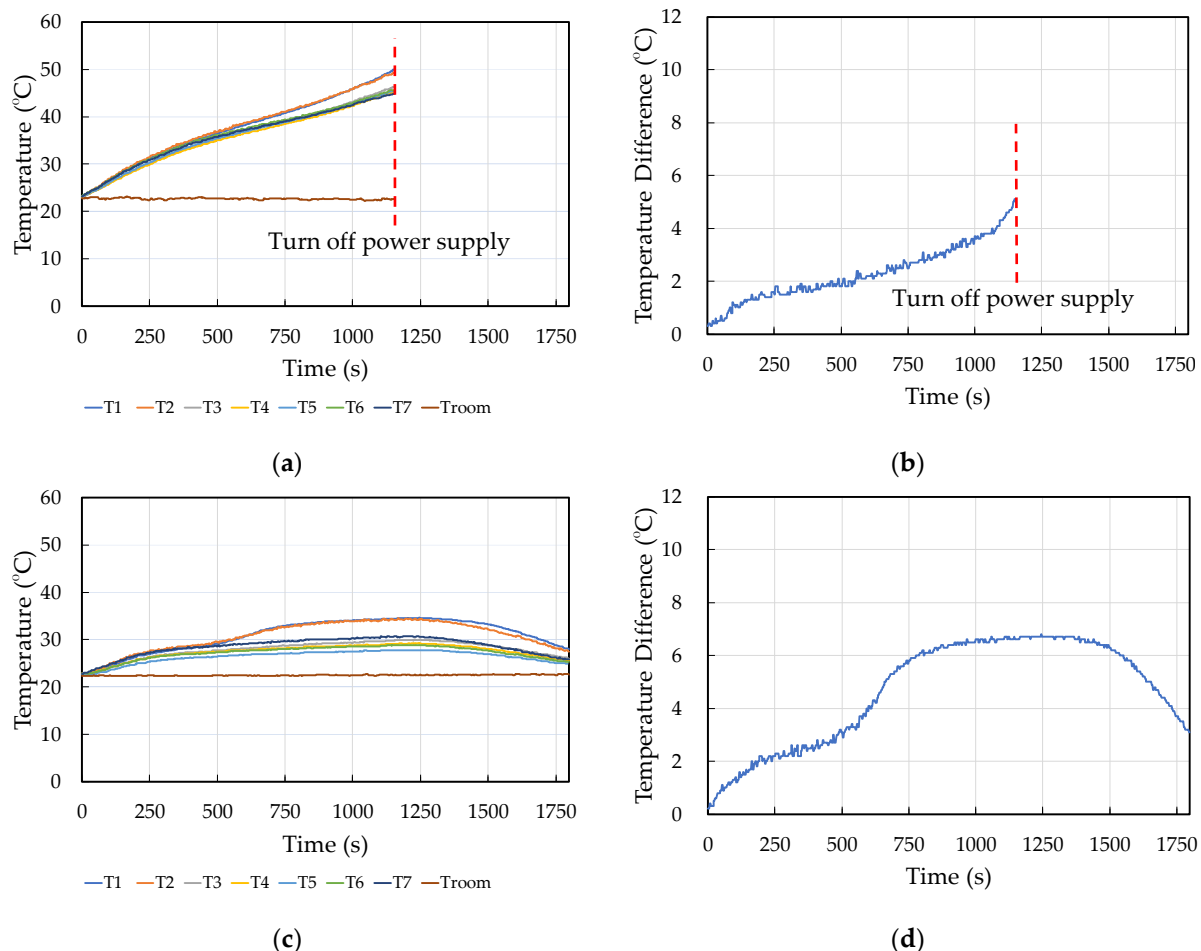 60
50
40
30
20
10
0
Temperature (°C)
Turn off power supply
0 250 500 750 1000 1250 1500 1750
Time (s)
T1 T2 T3 T4 T5 T6 T7 Troom
(a)
12
10
8
6
4
2
0
Temperature Difference (°C)
Turn off power supply
0 250 500 750 1000 1250 1500 1750
Time (s)
(b)
60
50
40
30
20
10
0
Temperature (°C)
0 250 500 750 1000 1250 1500 1750
Time (s)
T1 T2 T3 T4 T5 T6 T7 Troom
(c)
12
10
8
6
4
2
0
Temperature Difference (°C)
0 250 500 750 1000 1250 1500 1750
Time (s)
(d)